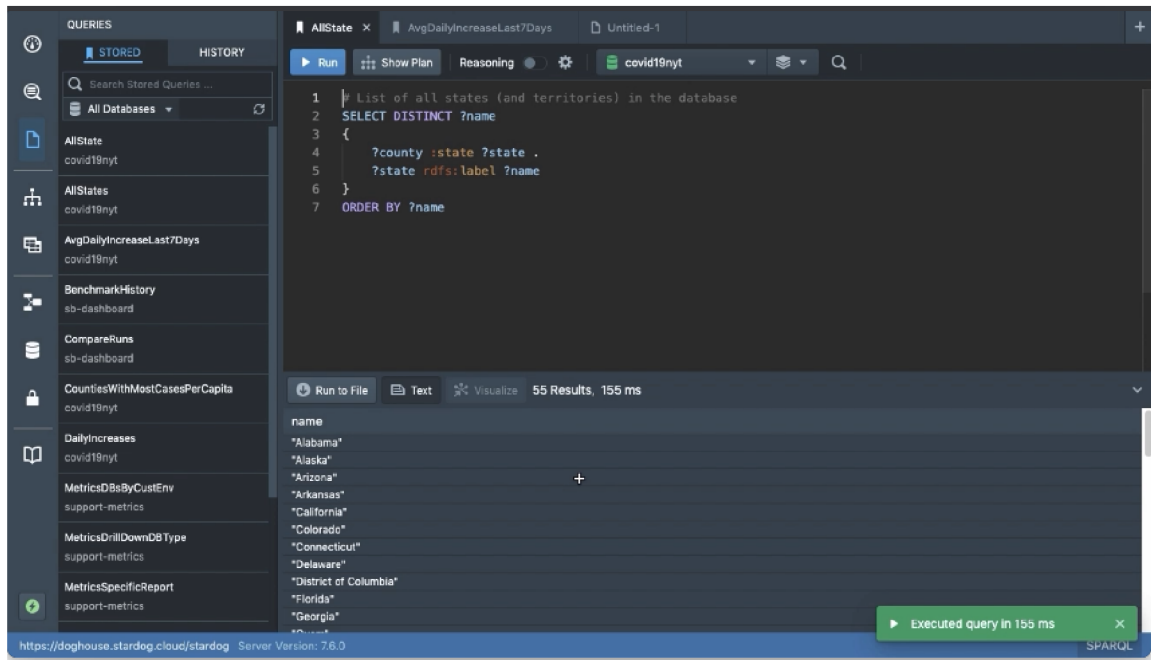 QUERIES
STORED HISTORY
Search Stored Queries ...
All Databases
AllState
covid19nyt
AllStates
covid19nyt
AvgDailyIncreaseLast7Days
covid19nyt
BenchmarkHistory
sb-dashboard
CompareRuns
sb-dashboard
CountiesWithMostCasesPerCapita
covid19nyt
DailyIncreases
covid19nyt
MetricsDBsByCustEnv
support-metrics
MetricsDrillDownDBType
support-metrics
MetricsSpecificReport
support-metrics
AllState × AvgDailyIncreaseLast7Days Untitled-1 +
Run Show Plan Reasoning covid19nyt
1 # List of all states (and territories) in the database
2 SELECT DISTINCT ?name
3 {
4 ?county :state ?state .
5 ?state rdfs:label ?name
6 }
7 ORDER BY ?name
Run to File Text Visualize 55 Results, 155 ms
name
"Alabama"
"Alaska"
"Arizona"
"Arkansas"
"California"
"Colorado"
"Connecticut"
"Delaware"
"District of Columbia"
"Florida"
"Georgia"
Executed query in 155 ms ×
https://doghouse.stardog.cloud/stardog Server Version: 7.6.0 SPARQL